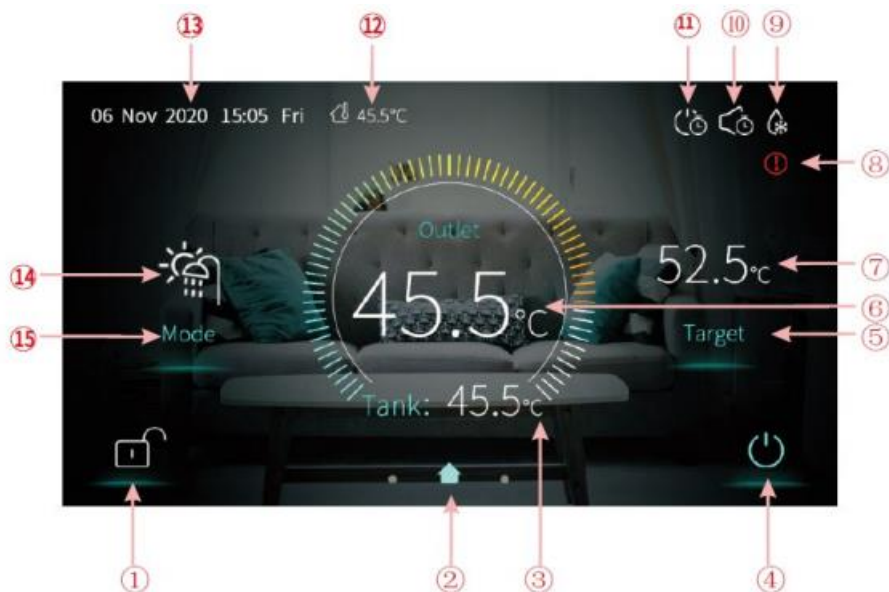 ⑬ ⑫ ⑪ ⑩ ⑨
06 Nov 2020 15:05 Fri 45.5°C
⑧
Outlet
52.5°C ⑦
⑭
45.5°C ⑥
⑮ Mode
Target ⑤
Tank: 45.5°C
① ② ③ ④